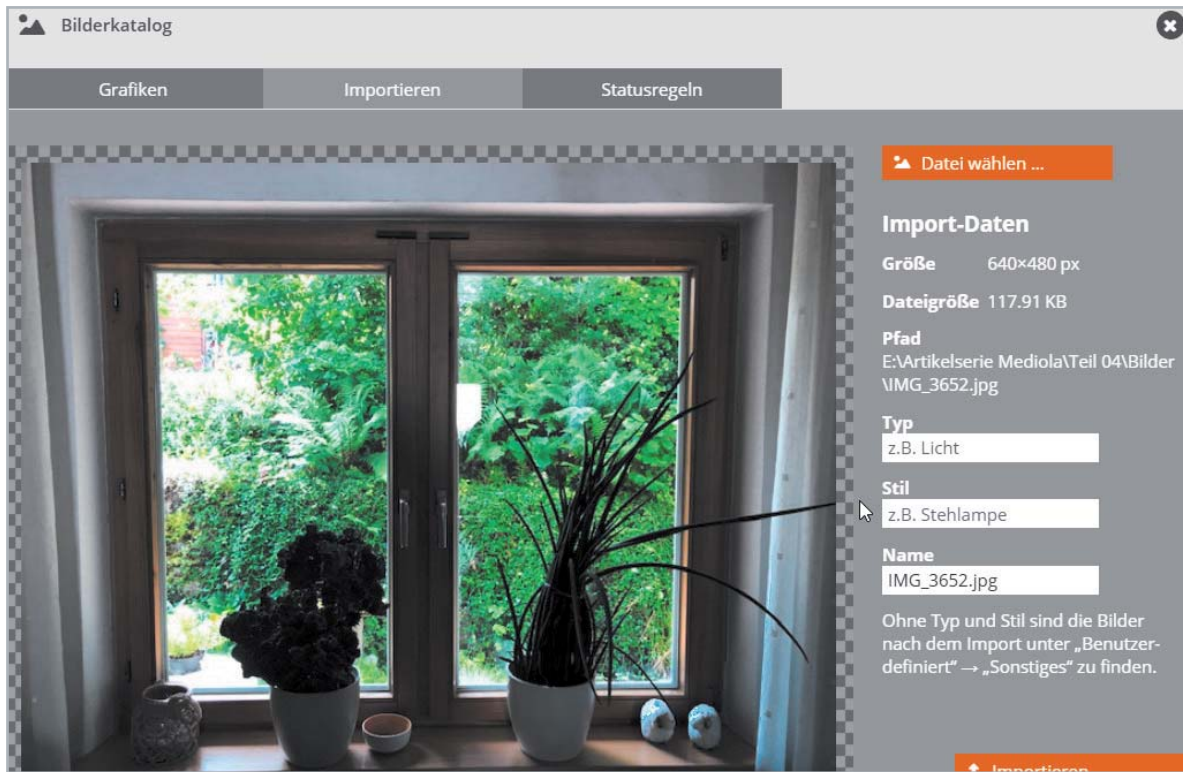 Bilderkatalog
Grafiken
Importieren
Statusregeln
Datei wählen ...
Import-Daten
Größe 640×480 px
Dateigröße 117.91 KB
Pfad
E:\Artikelserie Mediola\Teil 04\Bilder
\IMG_3652.jpg
Typ
z.B. Licht
Stil
z.B. Stehlampe
Name
IMG_3652.jpg
Ohne Typ und Stil sind die Bilder
nach dem Import unter „Benutzer-
definiert“ → „Sonstiges“ zu finden.
Importieren